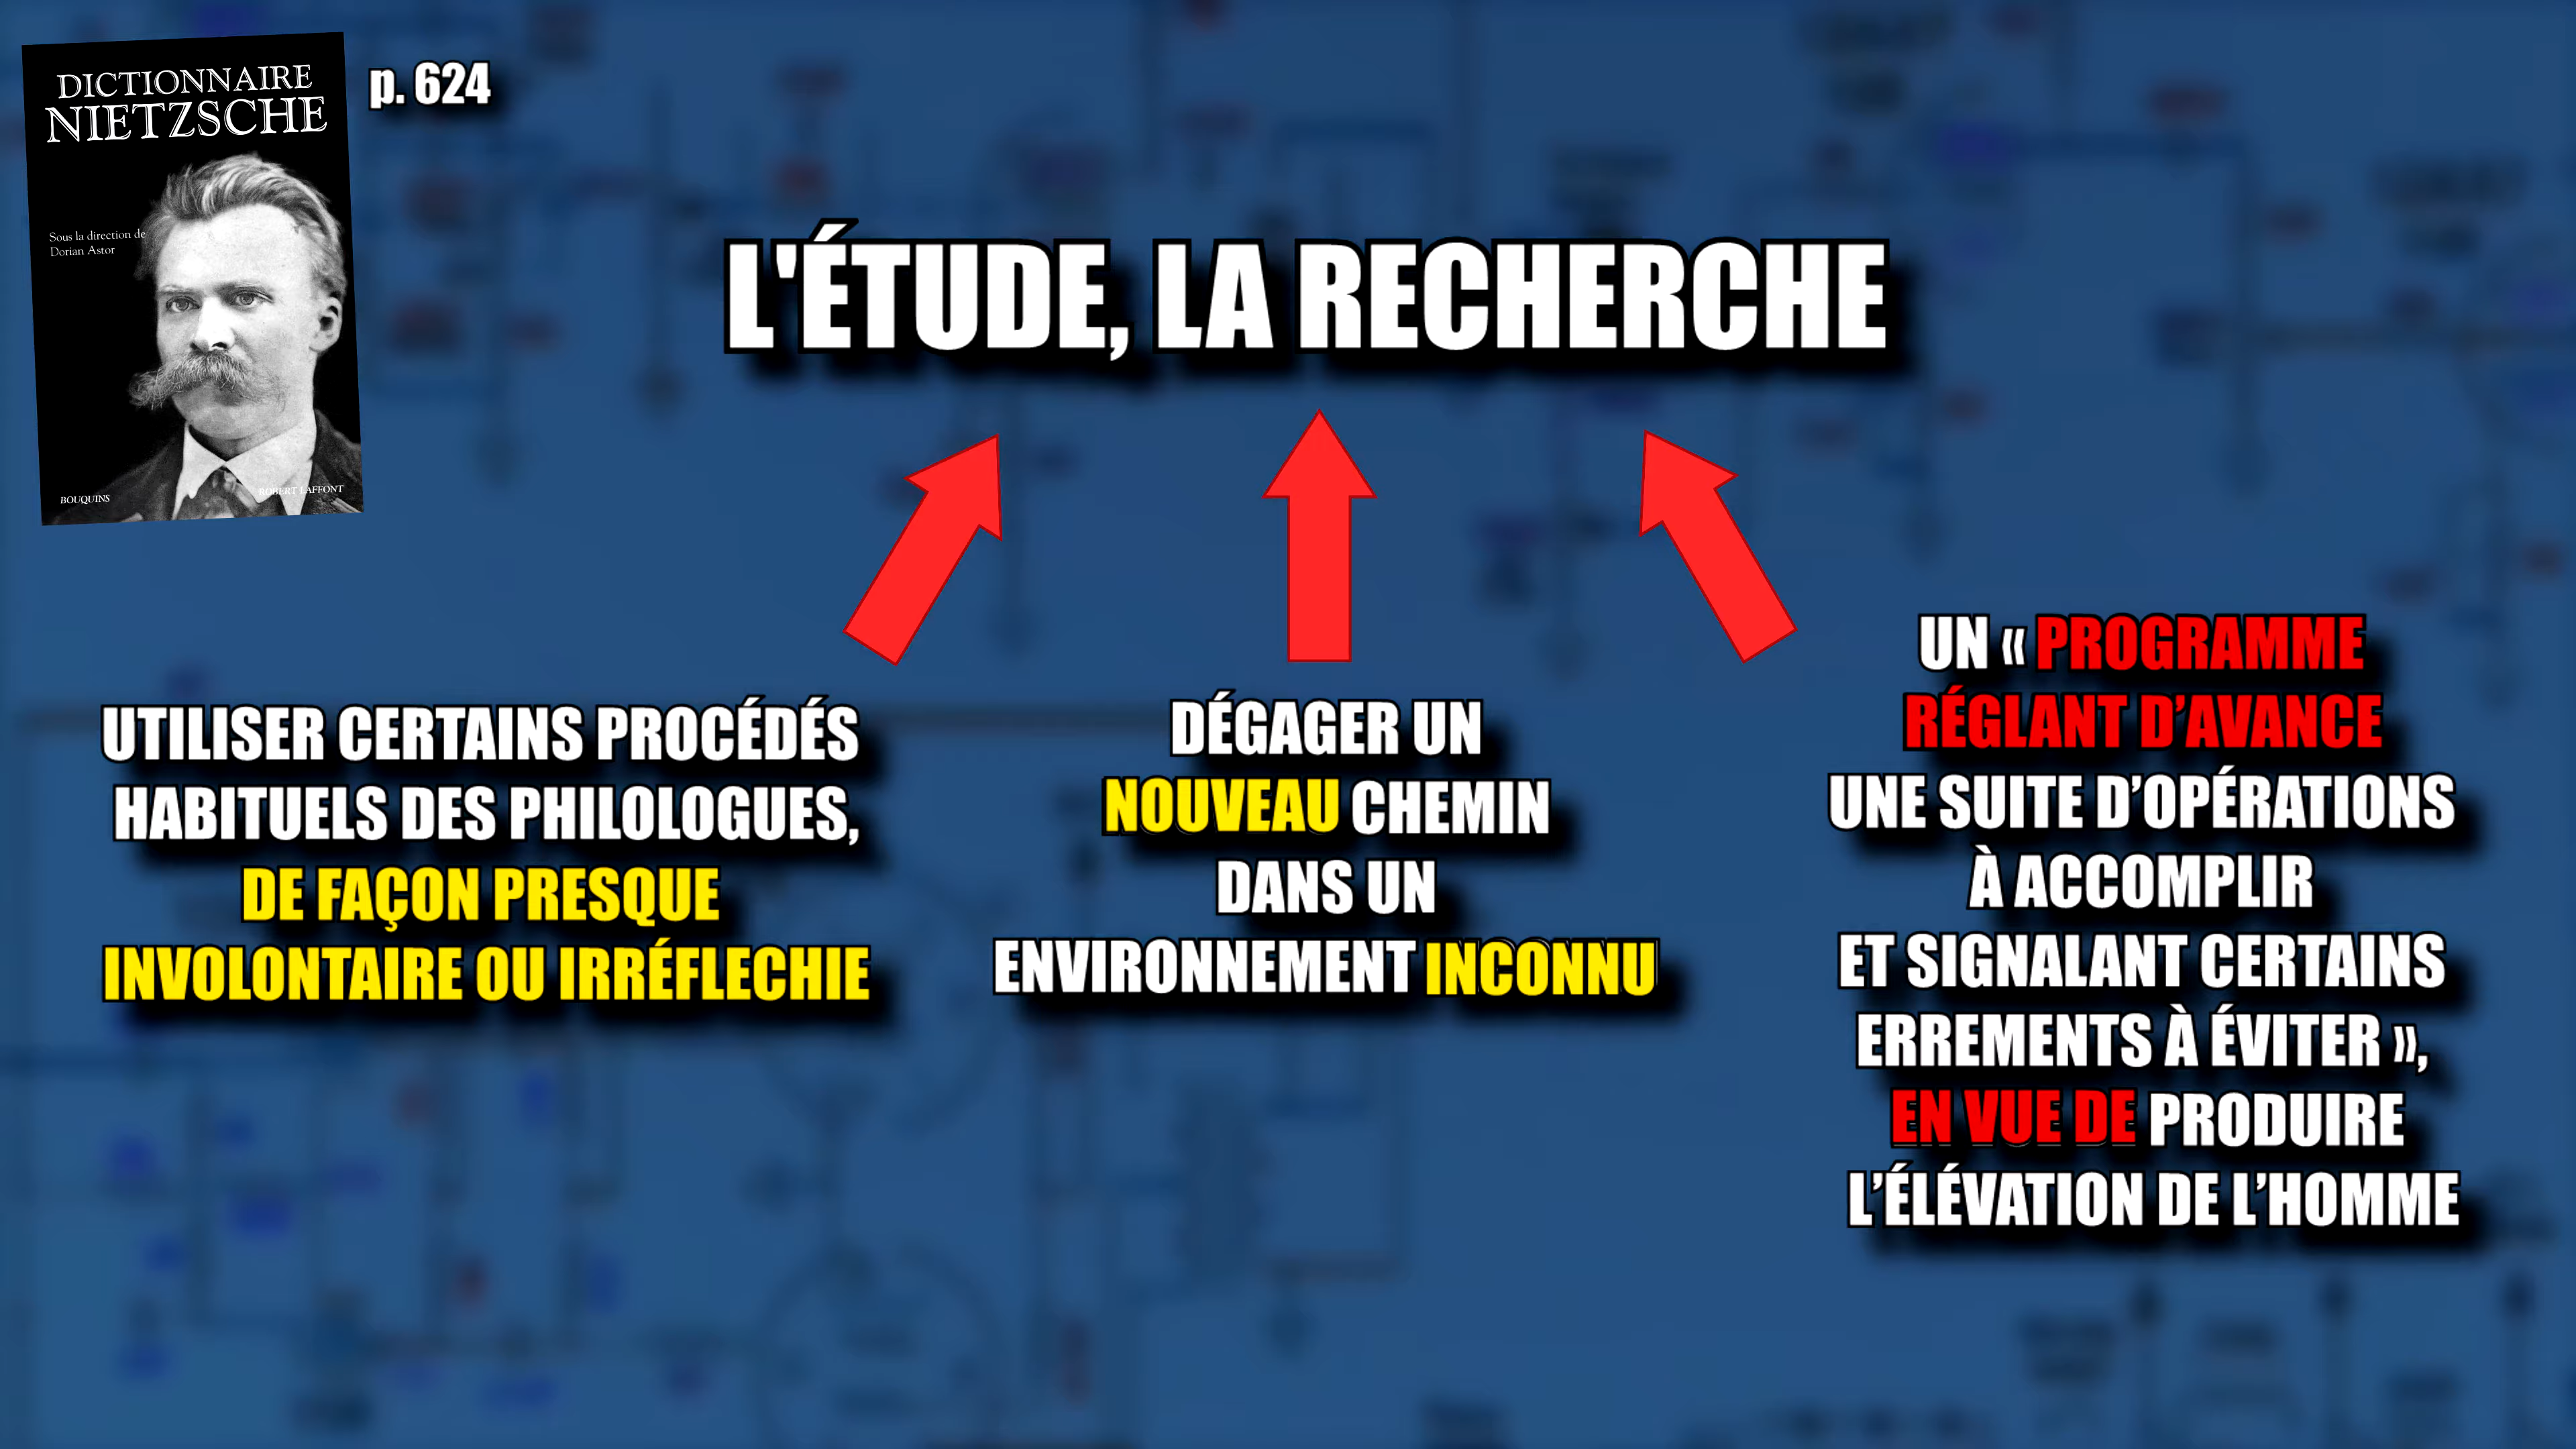 DICTIONNAIRE
NIETZSCHE
Sous la direction de
Dorian Astor
BOUQUINS
ROBERT LAFFONT
p. 624
L'ÉTUDE, LA RECHERCHE
UTILISER CERTAINS PROCÉDÉS
HABITUELS DES PHILOLOGUES,
DE FAÇON PRESQUE
INVOLONTAIRE OU IRRÉFLECHIE
DÉGAGER UN
NOUVEAU CHEMIN
DANS UN
ENVIRONNEMENT INCONNU
UN « PROGRAMME
RÉGLANT D’AVANCE
UNE SUITE D’OPÉRATIONS
À ACCOMPLIR
ET SIGNALANT CERTAINS
ERREMENTS À ÉVITER »,
EN VUE DE PRODUIRE
L’ÉLÉVATION DE L’HOMME